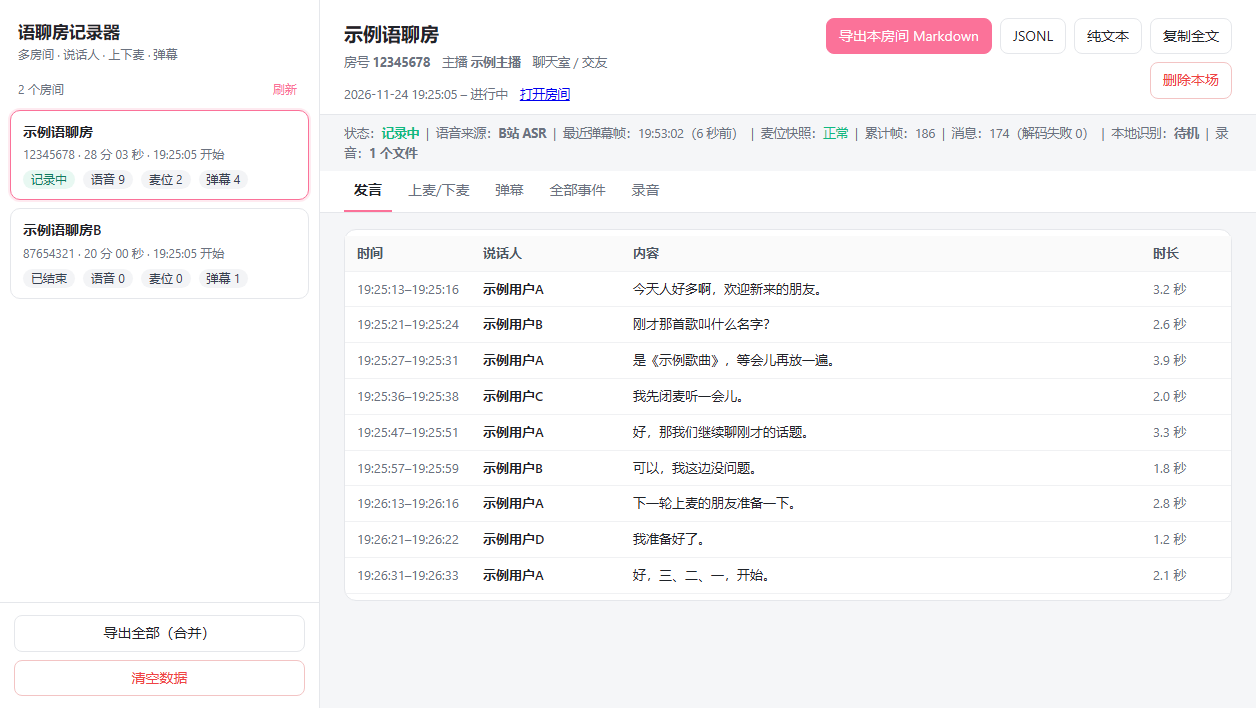 语聊房记录器
多房间 · 说话人 · 上下麦 · 弹幕
2 个房间 刷新
示例语聊房
12345678 · 28 分 03 秒 · 19:25:05 开始
记录中 语音 9 麦位 2 弹幕 4
示例语聊房B
87654321 · 20 分 00 秒 · 19:25:05 开始
已结束 语音 0 麦位 0 弹幕 1
导出全部（合并）
清空数据
示例语聊房
房号 12345678 主播 示例主播 聊天室 / 交友
2026-11-24 19:25:05 – 进行中 打开房间
导出本房间 Markdown JSONL 纯文本 复制全文
删除本场
状态：记录中 | 语音来源：B站 ASR | 最近弹幕帧：19:53:02（6 秒前） | 麦位快照：正常 | 累计帧：186 | 消息：174（解码失败 0） | 本地识别：待机 | 录
音：1 个文件
发言 上麦/下麦 弹幕 全部事件 录音
时间 说话人 内容 时长
19:25:13–19:25:16 示例用户A 今天人好多啊，欢迎新来的朋友。 3.2 秒
19:25:21–19:25:24 示例用户B 刚才那首歌叫什么名字？ 2.6 秒
19:25:27–19:25:31 示例用户A 是《示例歌曲》，等会儿再放一遍。 3.9 秒
19:25:36–19:25:38 示例用户C 我先闭麦听一会儿。 2.0 秒
19:25:47–19:25:51 示例用户A 好，那我们继续聊刚才的话题。 3.3 秒
19:25:57–19:25:59 示例用户B 可以，我这边没问题。 1.8 秒
19:26:13–19:26:16 示例用户A 下一轮上麦的朋友准备一下。 2.8 秒
19:26:21–19:26:22 示例用户D 我准备好了。 1.2 秒
19:26:31–19:26:33 示例用户A 好，三、二、一，开始。 2.1 秒